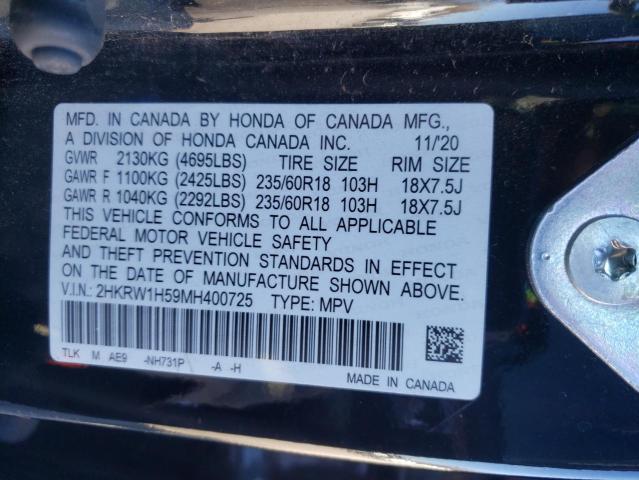 MFD. IN CANADA BY HONDA OF CANADA MFG.,
A DIVISION OF HONDA CANADA INC. 11/'20
GVWR 2130KG (4695LBS) TIRE SIZE RIM SIZE
GAWR F 1100KG (2425LBS) 235/60R18 103H 18X7.5J
GAWR R 1040KG (2292LBS) 235/60R18 103H 18X7.5J
THIS VEHICLE CONFORMS TO ALL APPLICABLE
FEDERAL MOTOR VEHICLE SAFETY
AND THEFT PREVENTION STANDARDS IN EFFECT
ON THE DATE OF MANUFACTURE SHOWN ABOVE.
V.I.N.: 2HKRW1H59MH400725 TYPE: MPV
TLK M AE9 -NH731P -A -H
MADE IN CANADA